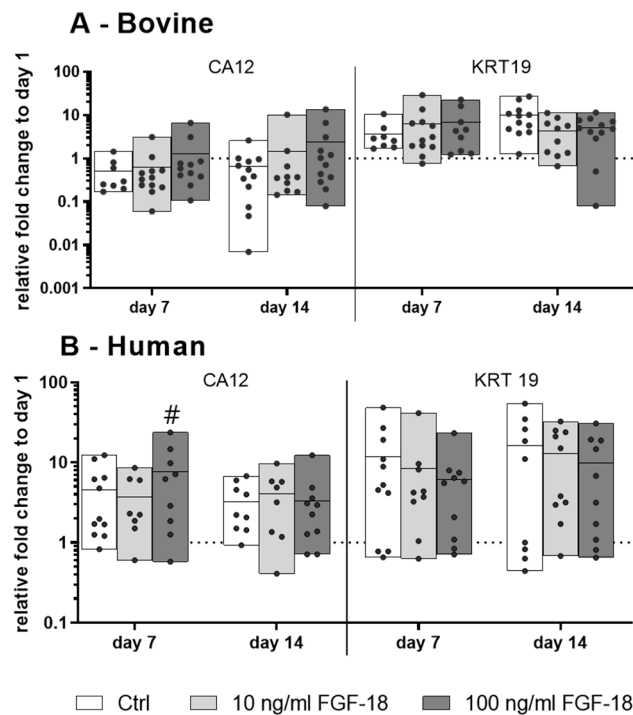 A - Bovine
CA12 KRT19
relative fold change to day 1
100
10
1
0.1
0.01
0.001
day 7 day 14 day 7 day 14
B - Human
CA12 KRT 19
relative fold change to day 1
100
10
1
0.1
#
day 7 day 14 day 7 day 14
Ctrl 10 ng/ml FGF-18 100 ng/ml FGF-18